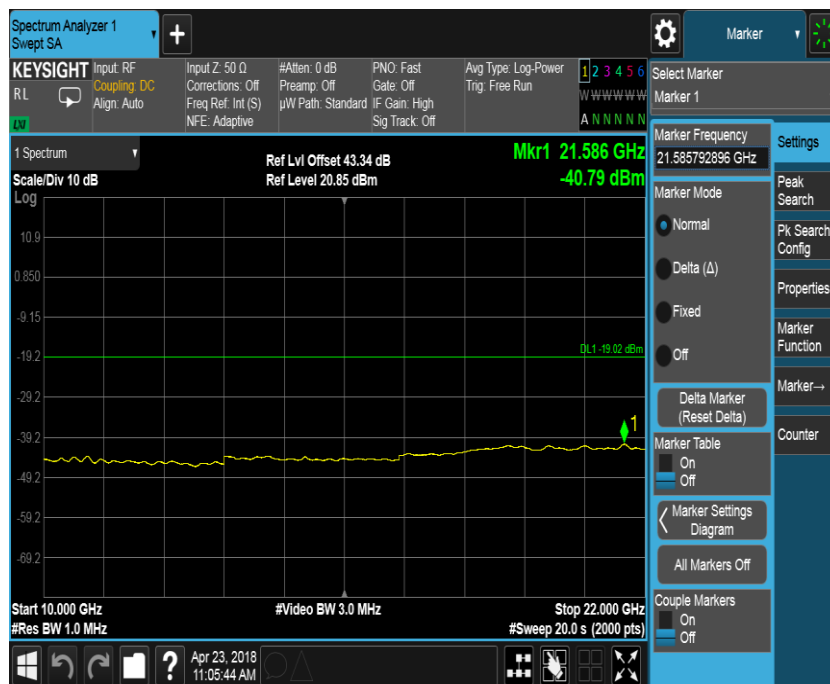 Spectrum Analyzer 1
Swept SA
Marker
KEYSIGHT
RL
LXI
Input: RF
Coupling: DC
Align: Auto
Input Z: 50 Ω
Corrections: Off
Freq Ref: Int (S)
NFE: Adaptive
#Atten: 0 dB
Preamp: Off
µW Path: Standard
PNO: Fast
Gate: Off
IF Gain: High
Sig Track: Off
Avg Type: Log-Power
Trig: Free Run
1 2 3 4 5 6
W W W W W W
A N N N N N
Select Marker
Marker 1
1 Spectrum
Scale/Div 10 dB
Log
Ref Lvl Offset 43.34 dB
Ref Level 20.85 dBm
Mkr1 21.586 GHz
-40.79 dBm
10.9
0.850
-9.15
-19.2
-29.2
-39.2
-49.2
-59.2
-69.2
DL1 -19.02 dBm
1
Start 10.000 GHz
#Res BW 1.0 MHz
#Video BW 3.0 MHz
Stop 22.000 GHz
#Sweep 20.0 s (2000 pts)
Marker Frequency
21.585792896 GHz
Marker Mode
Normal
Delta (Δ)
Fixed
Off
Delta Marker
(Reset Delta)
Marker Table
On
Off
Marker Settings
Diagram
All Markers Off
Couple Markers
On
Off
Settings
Peak
Search
Pk Search
Config
Properties
Marker
Function
Marker→
Counter
Apr 23, 2018
11:05:44 AM